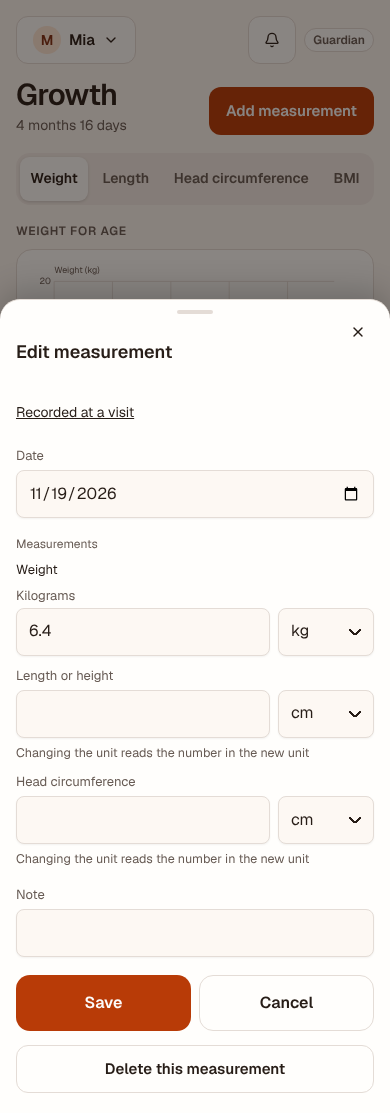 M Mia
Guardian
Growth
4 months 16 days
Add measurement
Weight Length Head circumference BMI
WEIGHT FOR AGE
Weight (kg)
20
Edit measurement
Recorded at a visit
Date
11/19/2026
Measurements
Weight
Kilograms
6.4 kg
Length or height
cm
Changing the unit reads the number in the new unit
Head circumference
cm
Changing the unit reads the number in the new unit
Note
Save Cancel
Delete this measurement